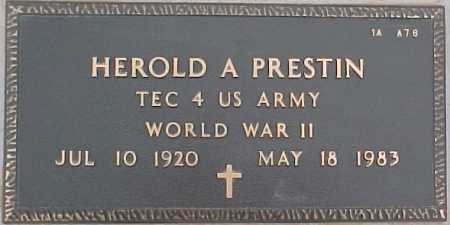 1A A78
HEROLD A PRESTIN
TEC 4 US ARMY
WORLD WAR II
JUL 10 1920 MAY 18 1983